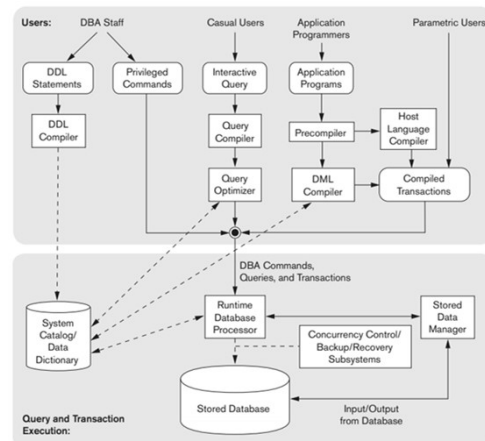 Users:
DBA Staff
Casual Users
Application
Programmers
Parametric Users
DDL
Statements
Privileged
Commands
Interactive
Query
Application
Programs
DDL
Compiler
Query
Compiler
Precompiler
Host
Language
Compiler
Query
Optimizer
DML
Compiler
Compiled
Transactions
DBA Commands,
Queries, and Transactions
System
Catalog/
Data
Dictionary
Runtime
Database
Processor
Stored
Data
Manager
Concurrency Control/
Backup/Recovery
Subsystems
Stored Database
Input/Output
from Database
Query and Transaction
Execution: